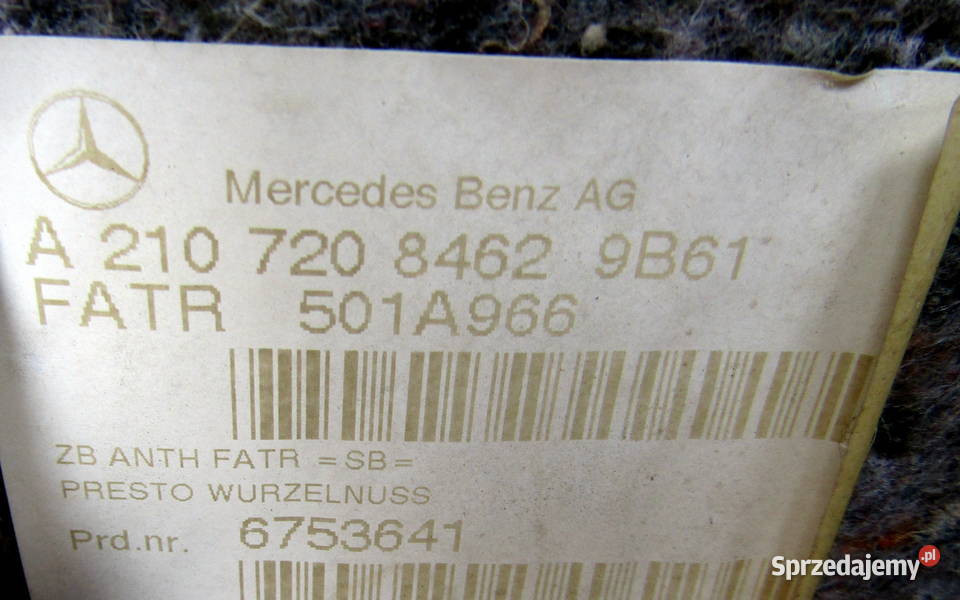 Mercedes Benz AG
A 210 720 8462 9B61
FATR 501A966
ZB ANTH FATR =SB=
PRESTO WURZELNUSS
Prd.nr. 6753641
Sprzedajemy.pl